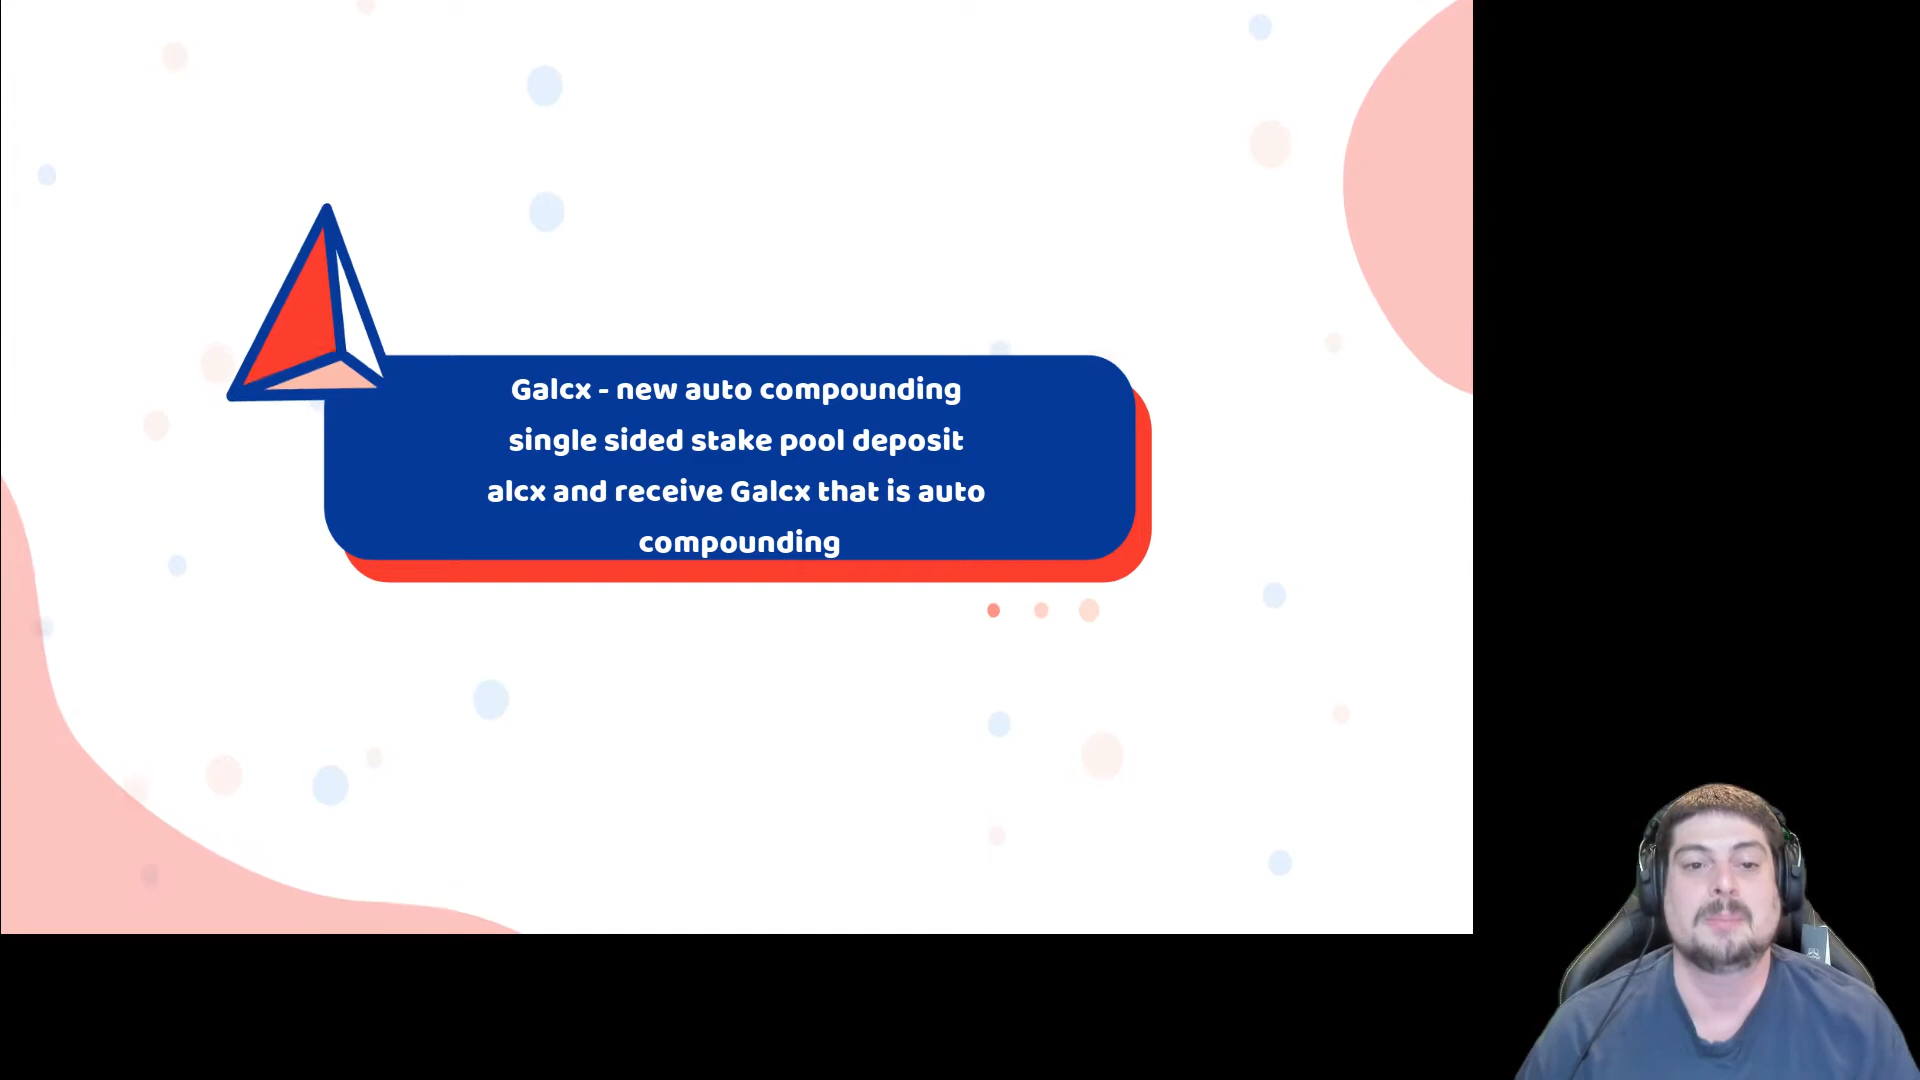 Galcx - new auto compounding
single sided stake pool deposit
alcx and receive Galcx that is auto
compounding